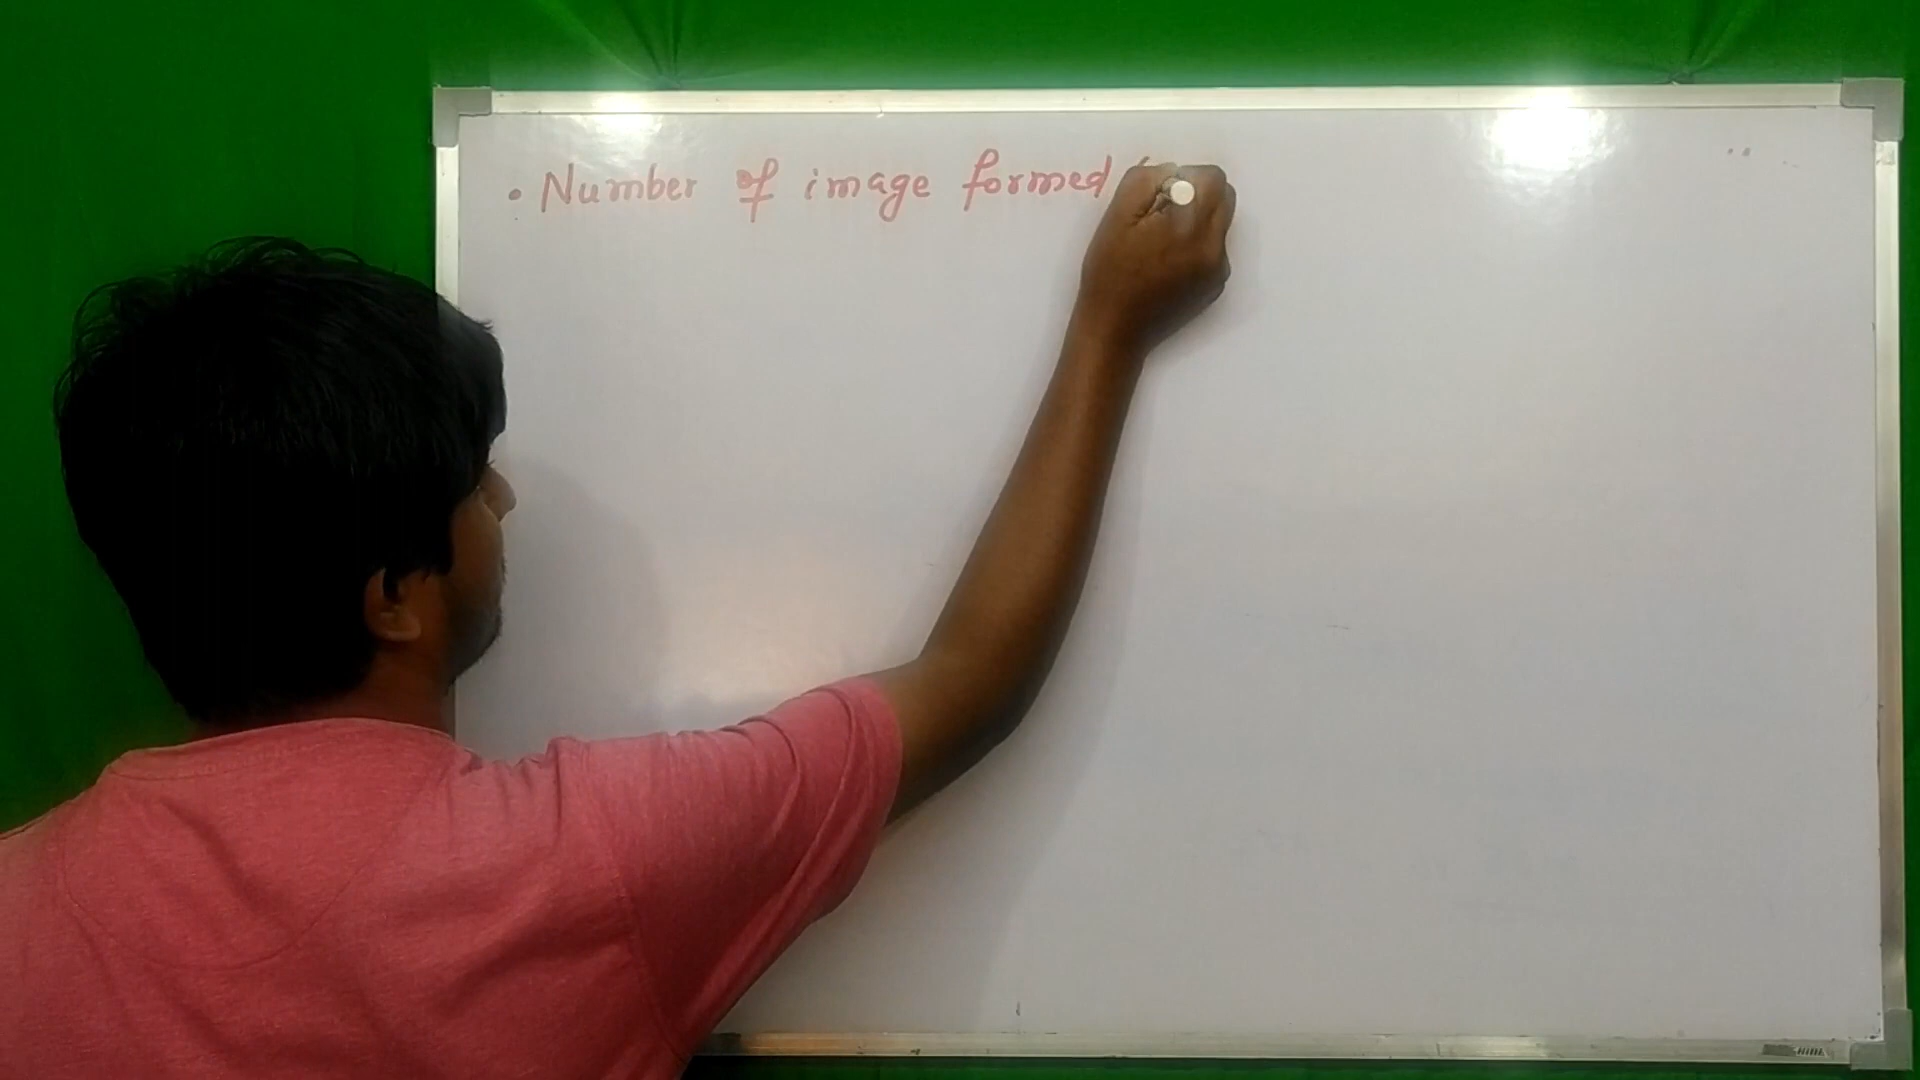 • Number of image formed (